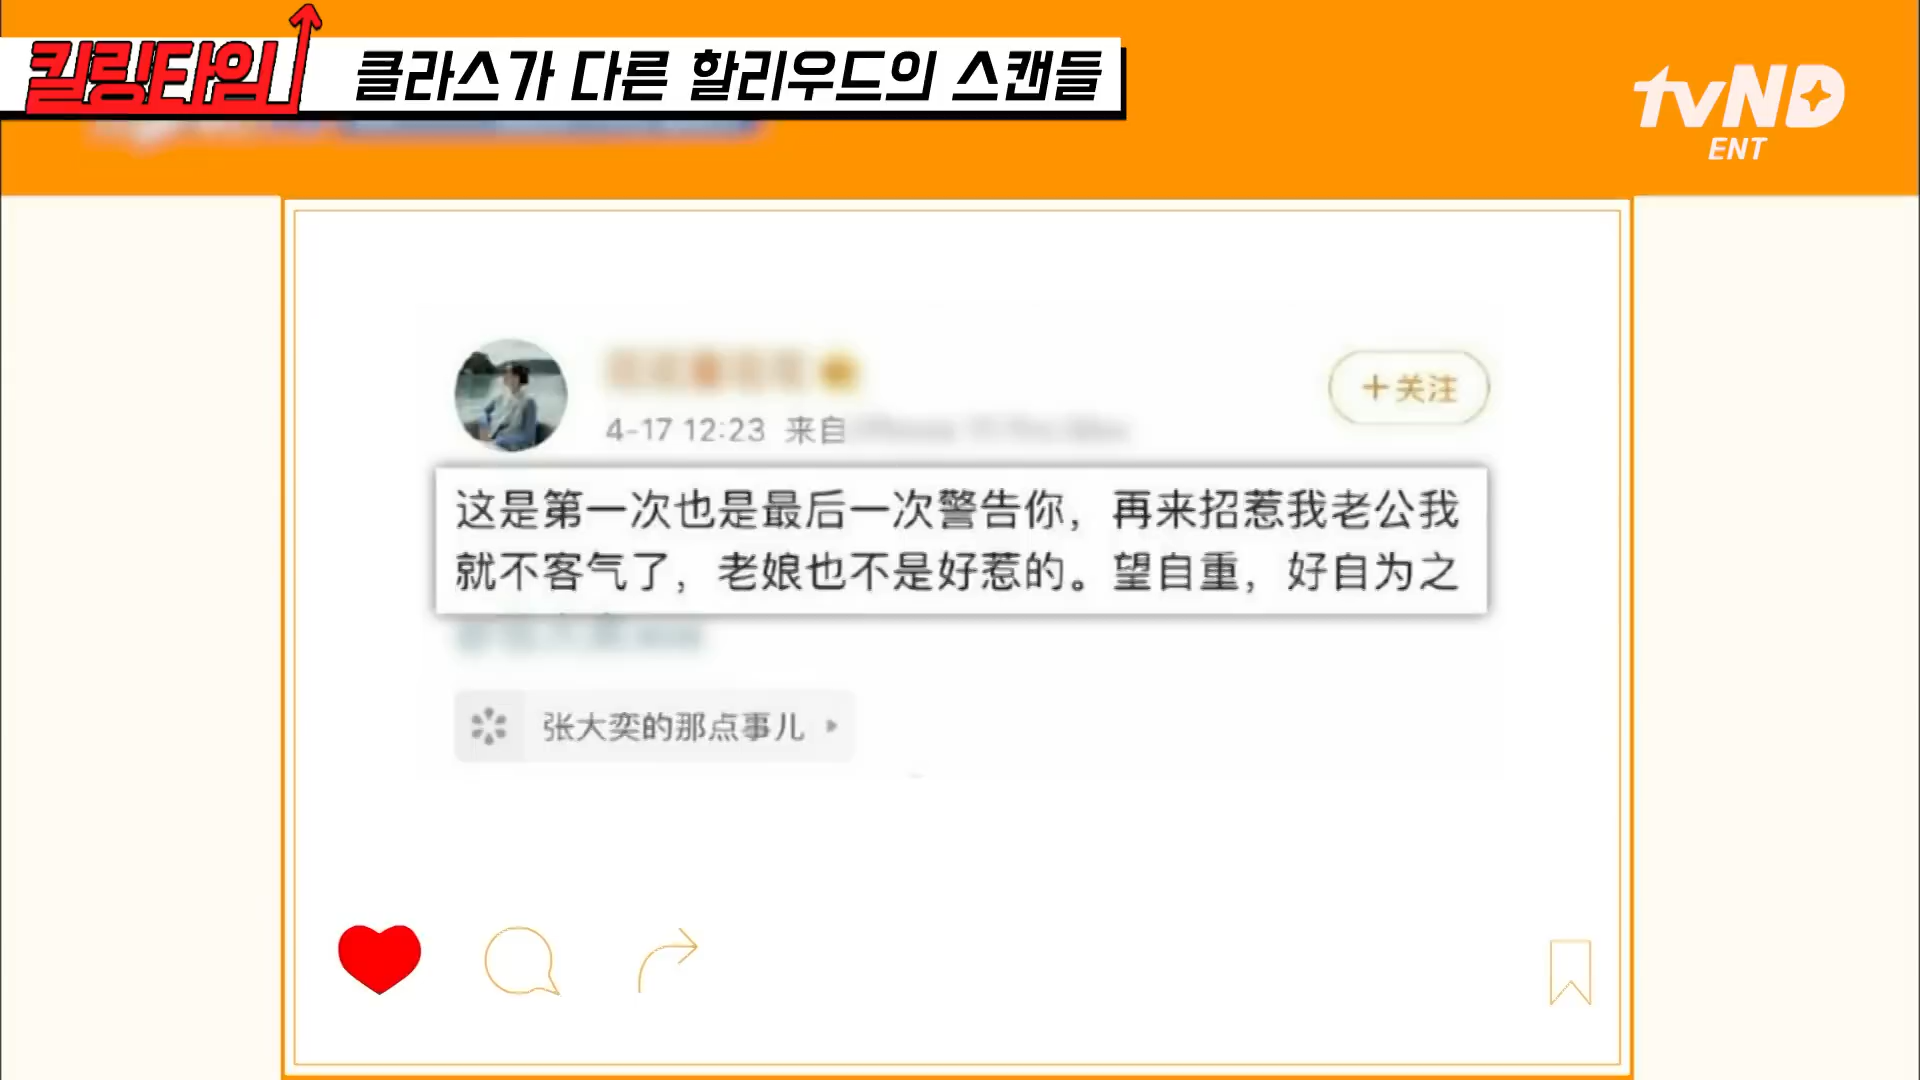 킬링타임
클라스가 다른 할리우드의 스캔들
tvND
ENT
+关注
4-17 12:23 来自
这是第一次也是最后一次警告你，再来招惹我老公我
就不客气了，老娘也不是好惹的。望自重，好自为之
张大奕的那点事儿